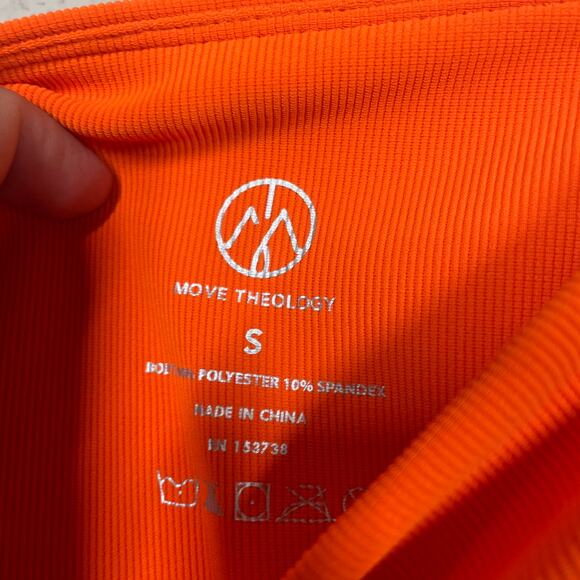 MOVE THEOLOGY
S
POLYESTER 10% SPANDEX
MADE IN CHINA
RN 153738